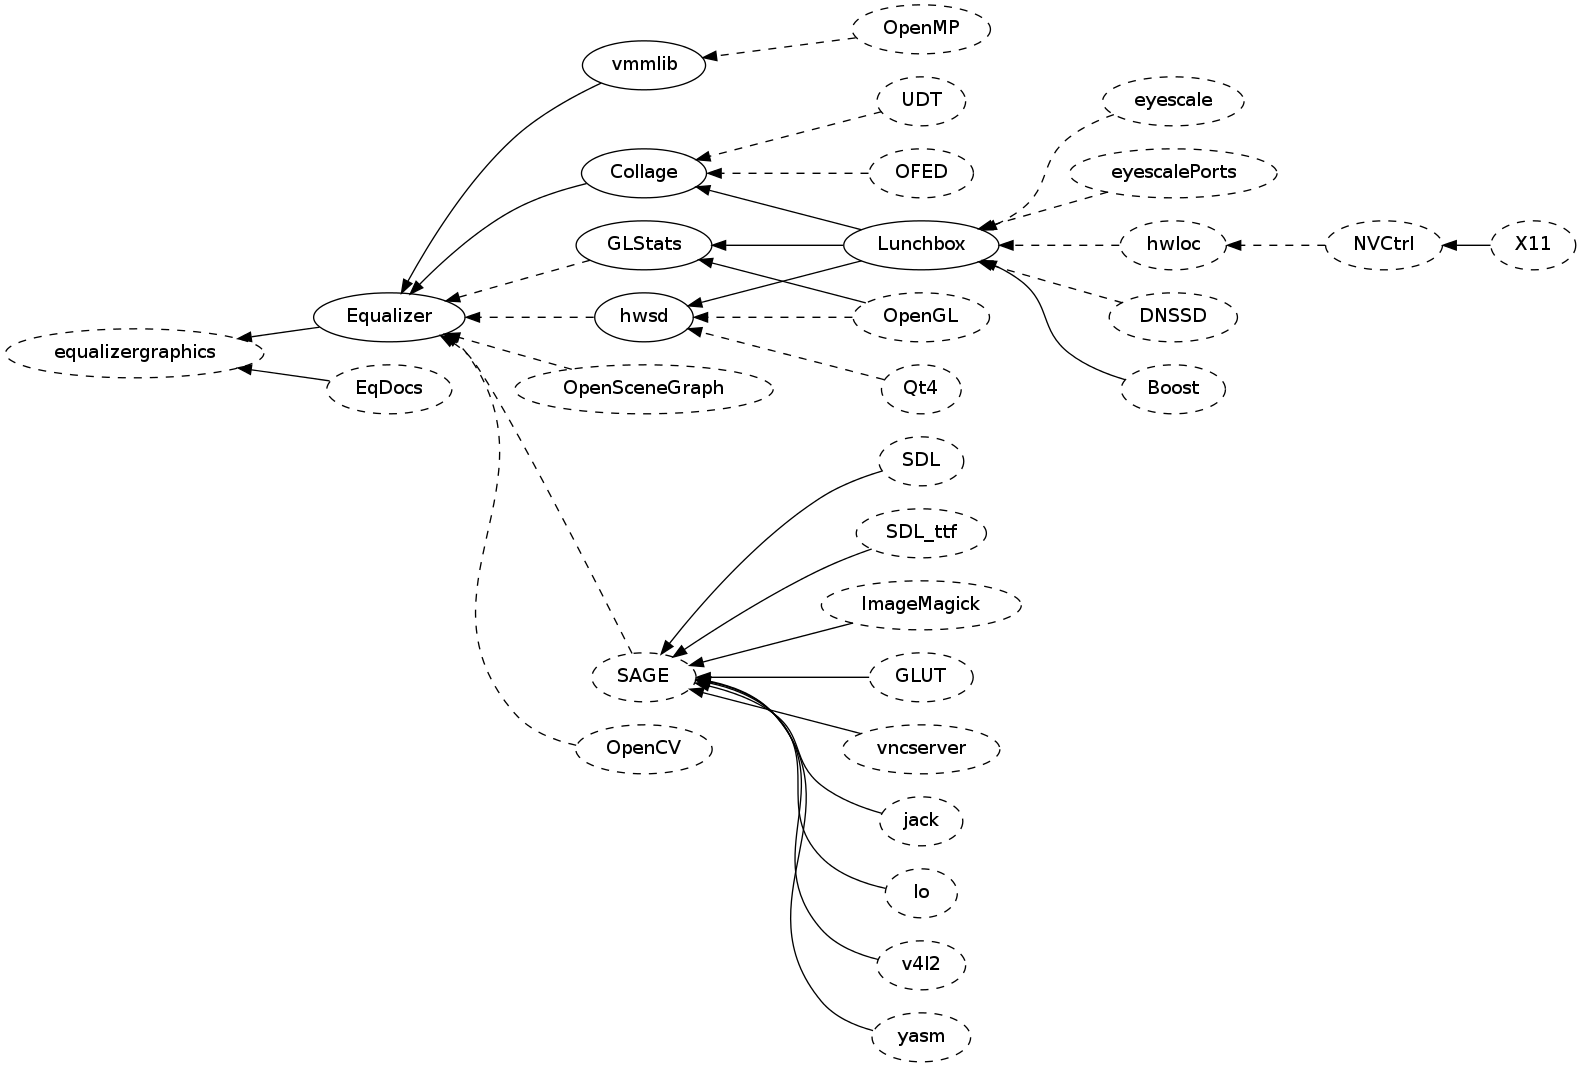 OpenMP
vmmlib
UDT
eyescale
Collage
OFED
eyescalePorts
GLStats
Lunchbox
hwloc
NVCtrl
X11
Equalizer
hwsd
OpenGL
DNSSD
equalizergraphics
EqDocs
OpenSceneGraph
Qt4
Boost
SDL
SDL_ttf
ImageMagick
SAGE
GLUT
OpenCV
vncserver
jack
lo
v4l2
yasm